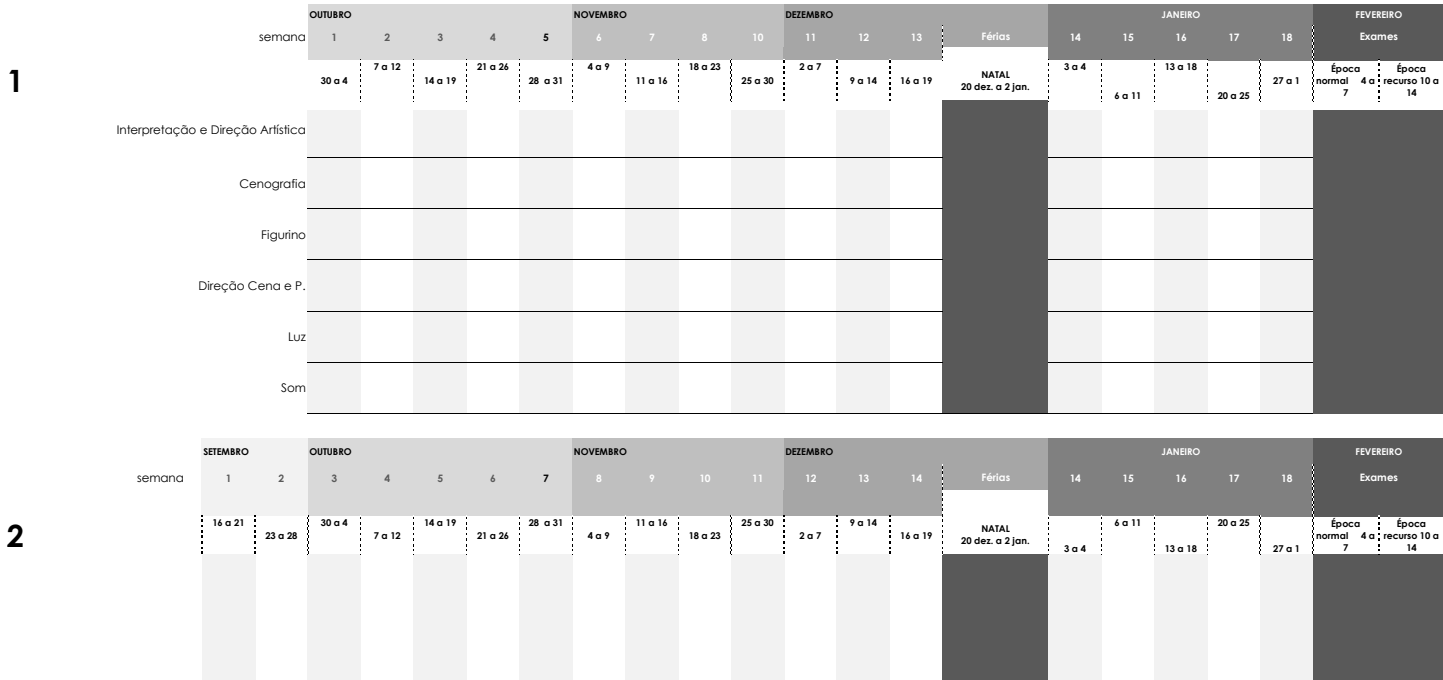 OUTUBRO NOVEMBRO DEZEMBRO JANEIRO FEVEREIRO
semana 1 2 3 4 5 6 7 8 10 11 12 13 Férias 14 15 16 17 18 Exames
1
30 a 4 7 a 12 14 a 19 21 a 26 28 a 31 4 a 9 11 a 16 18 a 23 25 a 30 2 a 7 9 a 14 16 a 19 NATAL 20 dez. a 2 jan. 3 a 4 6 a 11 13 a 18 20 a 25 27 a 1 Época normal 4 a 7 Época recurso 10 a 14
Interpretação e Direção Artística
Cenografia
Figurino
Direção Cena e P.
Luz
Som
SETEMBRO OUTUBRO NOVEMBRO DEZEMBRO JANEIRO FEVEREIRO
semana 1 2 3 4 5 6 7 8 9 10 11 12 13 14 Férias 14 15 16 17 18 Exames
2
16 a 21 23 a 28 30 a 4 7 a 12 14 a 19 21 a 26 28 a 31 4 a 9 11 a 16 18 a 23 25 a 30 2 a 7 9 a 14 16 a 19 NATAL 20 dez. a 2 jan. 3 a 4 6 a 11 13 a 18 20 a 25 27 a 1 Época normal 4 a 7 Época recurso 10 a 14